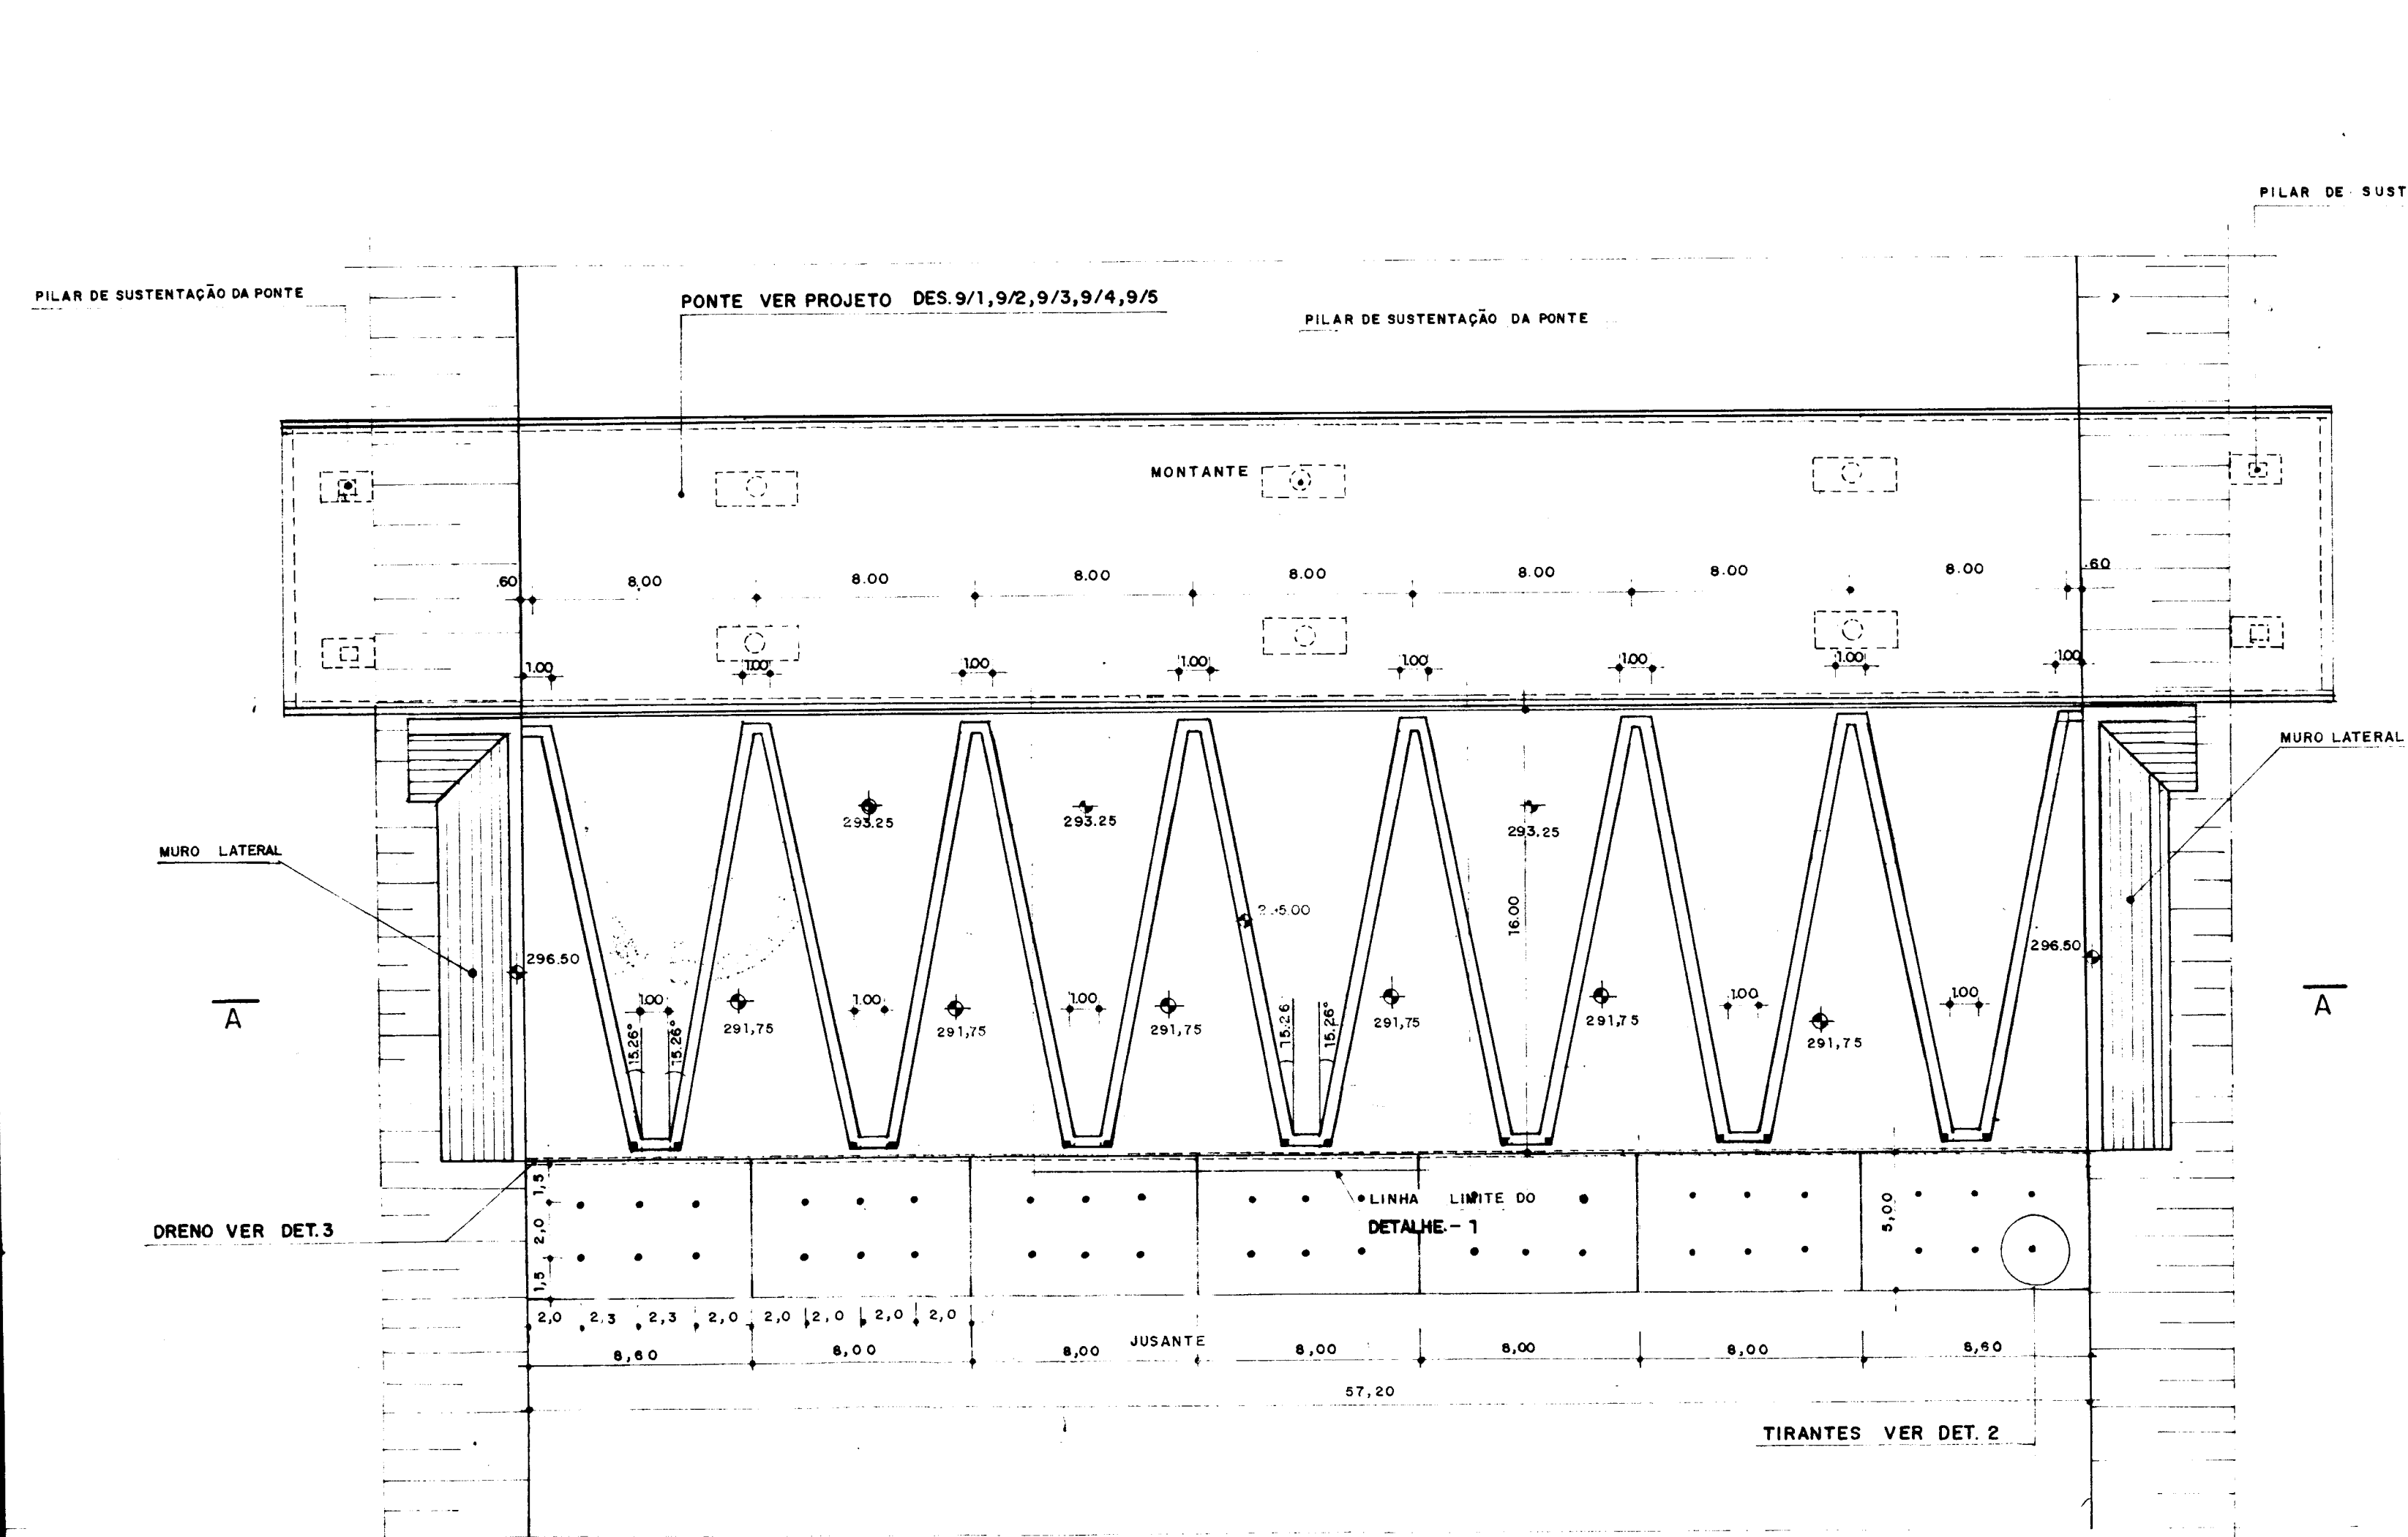 PILAR DE SUST
PILAR DE SUSTENTAÇÃO DA PONTE
PONTE VER PROJETO DES. 9/1,9/2,9/3,9/4,9/5
PILAR DE SUSTENTAÇÃO DA PONTE
MONTANTE
.60 8.00 8.00 8.00 8.00 8.00 8.00 8.00 .60
1.00 1.00 1.00 1.00 1.00 1.00 1.00 1.00
MURO LATERAL
293.25 293.25 293.25
MURO LATERAL
5.00
16.00
296.50 296.50
1.00 1.00 1.00 1.00 1.00
291,75 291,75 291,75 291,75 291,75 291,75
A A
15.26° 15.26° 15.26 15.26°
1,5
2,0
1,5
LINHA LIMITE DO
DETALHE.- 1
5,00
DRENO VER DET.3
2,0 2,3 2,3 2,0 2,0 2,0 2,0 2,0
JUSANTE
8,60 8,00 8,00 8,00 8,00 8,00 8,60
57,20
TIRANTES VER DET. 2